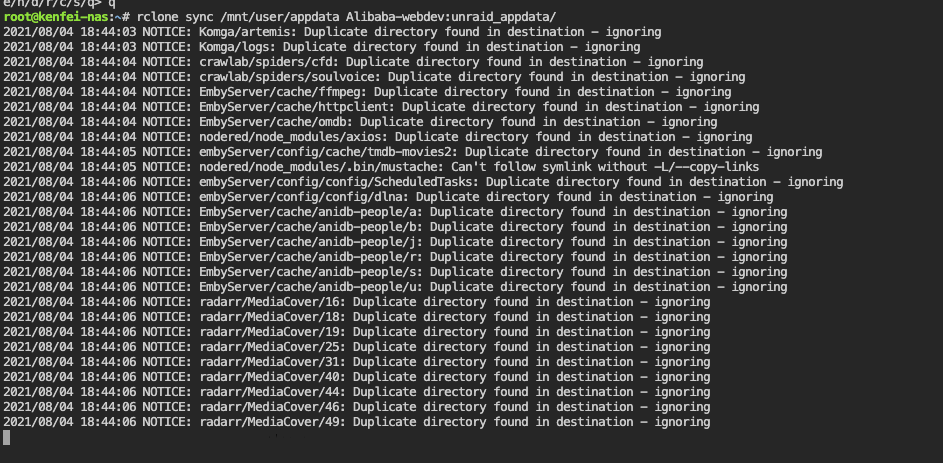 e/n/d/r/c/s/q> q
root@kenfei-nas:~# rclone sync /mnt/user/appdata Alibaba-webdev:unraid_appdata/
2021/08/04 18:44:03 NOTICE: Komga/artemis: Duplicate directory found in destination - ignoring
2021/08/04 18:44:03 NOTICE: Komga/logs: Duplicate directory found in destination - ignoring
2021/08/04 18:44:04 NOTICE: crawlab/spiders/cfd: Duplicate directory found in destination - ignoring
2021/08/04 18:44:04 NOTICE: crawlab/spiders/soulvoice: Duplicate directory found in destination - ignoring
2021/08/04 18:44:04 NOTICE: EmbyServer/cache/ffmpeg: Duplicate directory found in destination - ignoring
2021/08/04 18:44:04 NOTICE: EmbyServer/cache/httpclient: Duplicate directory found in destination - ignoring
2021/08/04 18:44:04 NOTICE: EmbyServer/cache/omdb: Duplicate directory found in destination - ignoring
2021/08/04 18:44:04 NOTICE: nodered/node_modules/axios: Duplicate directory found in destination - ignoring
2021/08/04 18:44:05 NOTICE: embyServer/config/cache/tmdb-movies2: Duplicate directory found in destination - ignoring
2021/08/04 18:44:05 NOTICE: nodered/node_modules/.bin/mustache: Can't follow symlink without -L/--copy-links
2021/08/04 18:44:06 NOTICE: embyServer/config/config/ScheduledTasks: Duplicate directory found in destination - ignoring
2021/08/04 18:44:06 NOTICE: embyServer/config/config/dlna: Duplicate directory found in destination - ignoring
2021/08/04 18:44:06 NOTICE: EmbyServer/cache/anidb-people/a: Duplicate directory found in destination - ignoring
2021/08/04 18:44:06 NOTICE: EmbyServer/cache/anidb-people/b: Duplicate directory found in destination - ignoring
2021/08/04 18:44:06 NOTICE: EmbyServer/cache/anidb-people/j: Duplicate directory found in destination - ignoring
2021/08/04 18:44:06 NOTICE: EmbyServer/cache/anidb-people/r: Duplicate directory found in destination - ignoring
2021/08/04 18:44:06 NOTICE: EmbyServer/cache/anidb-people/s: Duplicate directory found in destination - ignoring
2021/08/04 18:44:06 NOTICE: EmbyServer/cache/anidb-people/u: Duplicate directory found in destination - ignoring
2021/08/04 18:44:06 NOTICE: radarr/MediaCover/16: Duplicate directory found in destination - ignoring
2021/08/04 18:44:06 NOTICE: radarr/MediaCover/18: Duplicate directory found in destination - ignoring
2021/08/04 18:44:06 NOTICE: radarr/MediaCover/19: Duplicate directory found in destination - ignoring
2021/08/04 18:44:06 NOTICE: radarr/MediaCover/25: Duplicate directory found in destination - ignoring
2021/08/04 18:44:06 NOTICE: radarr/MediaCover/31: Duplicate directory found in destination - ignoring
2021/08/04 18:44:06 NOTICE: radarr/MediaCover/40: Duplicate directory found in destination - ignoring
2021/08/04 18:44:06 NOTICE: radarr/MediaCover/44: Duplicate directory found in destination - ignoring
2021/08/04 18:44:06 NOTICE: radarr/MediaCover/46: Duplicate directory found in destination - ignoring
2021/08/04 18:44:06 NOTICE: radarr/MediaCover/49: Duplicate directory found in destination - ignoring